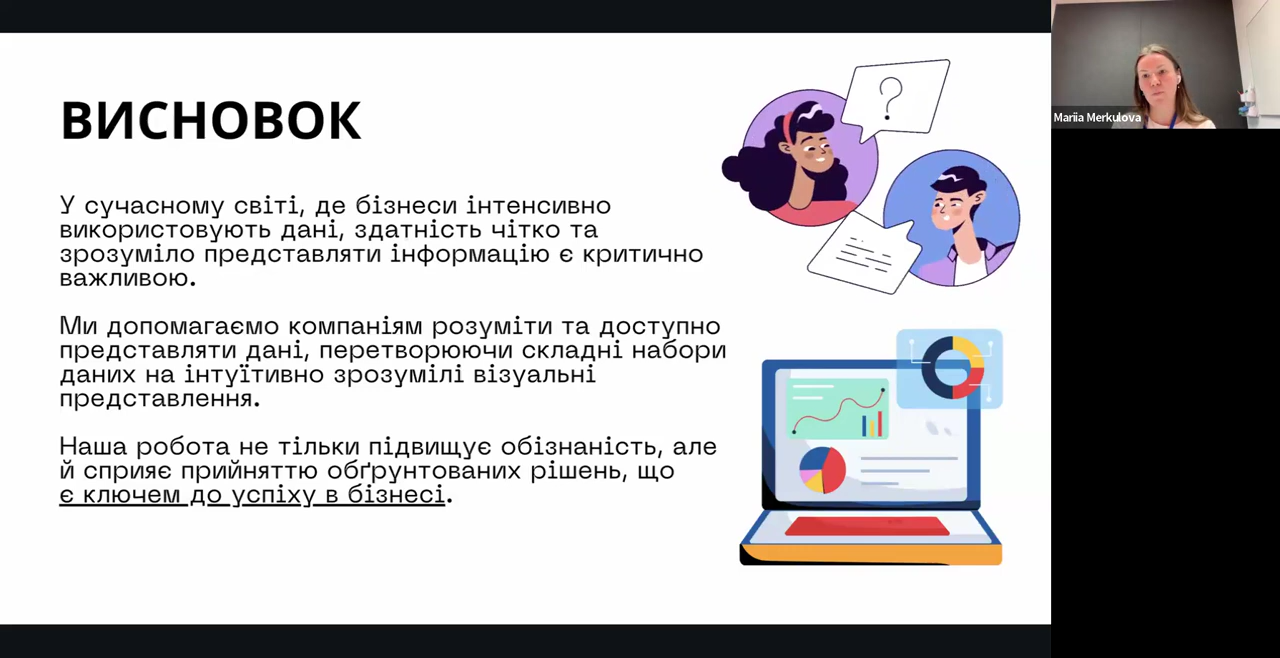 ВИСНОВОК
У сучасному світі, де бізнеси інтенсивно
використовують дані, здатність чітко та
зрозуміло представляти інформацію є критично
важливою.
Ми допомагаємо компаніям розуміти та доступно
представляти дані, перетворюючи складні набори
даних на інтуїтивно зрозумілі візуальні
представлення.
Наша робота не тільки підвищує обізнаність, але
й сприяє прийняттю обґрунтованих рішень, що
є ключем до успіху в бізнесі.
?
Mariia Merkulova